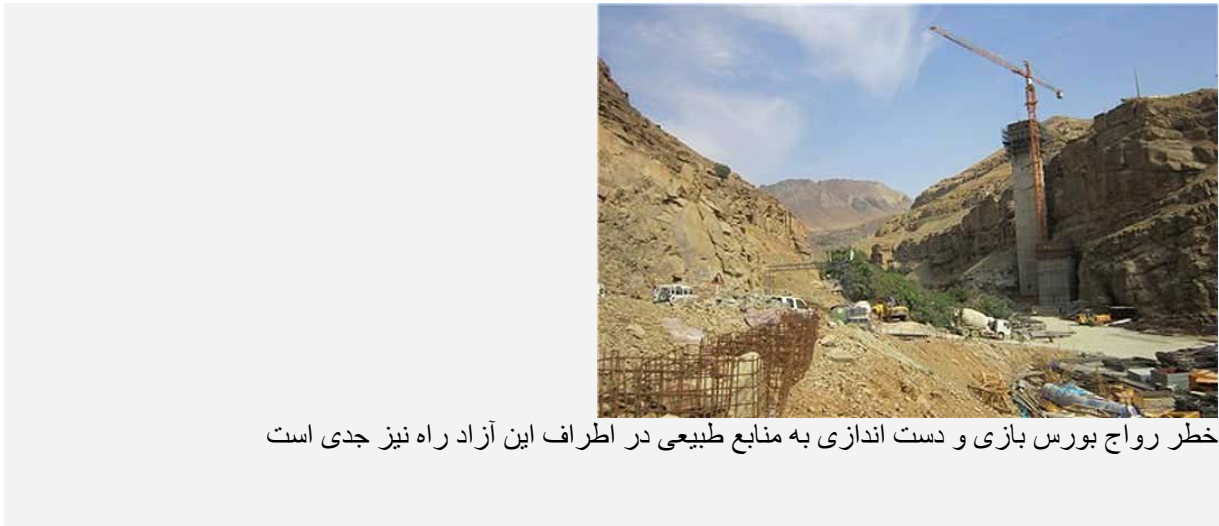 خطر رواج بورس بازی و دست اندازی به منابع طبیعی در اطراف این آزاد راه نیز جدی است